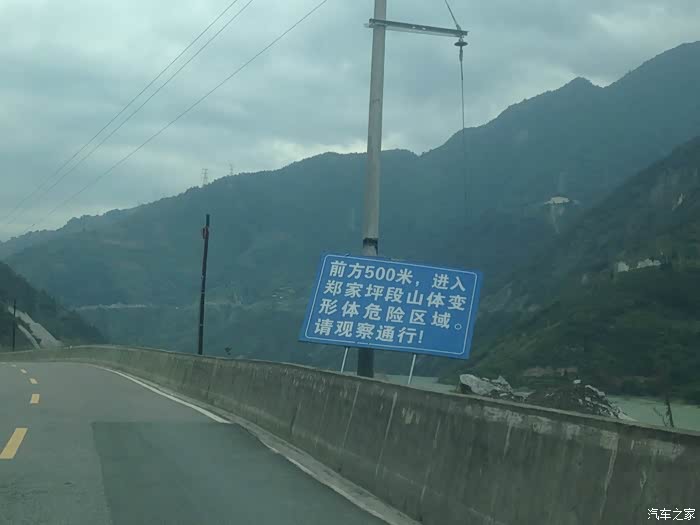 前方500米，进入
郑家坪段山体变
形体危险区域。
请观察通行！
汽车之家